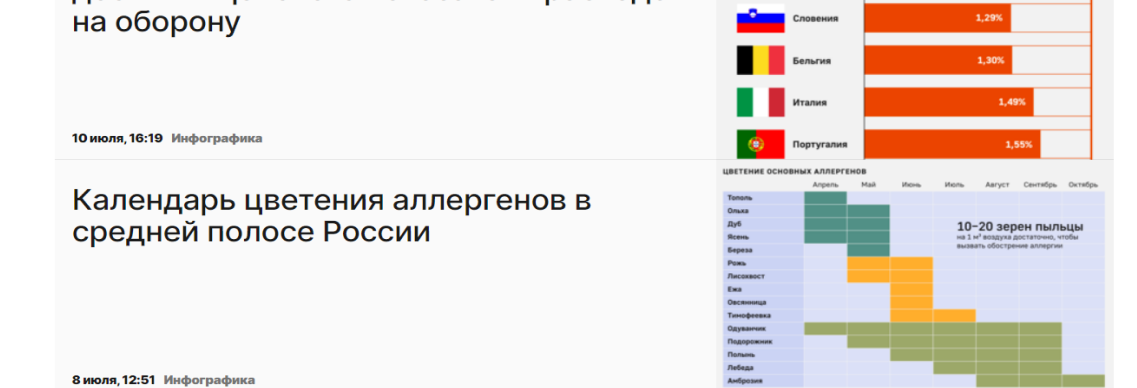 на оборону
10 июля, 16:19 Инфографика
Словения 1,29%
Бельгия 1,30%
Италия 1,49%
Португалия 1,55%
Календарь цветения аллергенов в
средней полосе России
8 июля, 12:51 Инфографика
ЦВЕТЕНИЕ ОСНОВНЫХ АЛЛЕРГЕНОВ
Апрель Май Июнь Июль Август Сентябрь Октябрь
Тополь
Ольха
Дуб
Ясень
Береза
Рожь
Лисохвост
Ежа
Овсянница
Тимофеевка
Одуванчик
Подорожник
Полынь
Лебеда
Амброзия
10–20 зерен пыльцы
на 1 м³ воздуха достаточно, чтобы
вызвать обострение аллергии